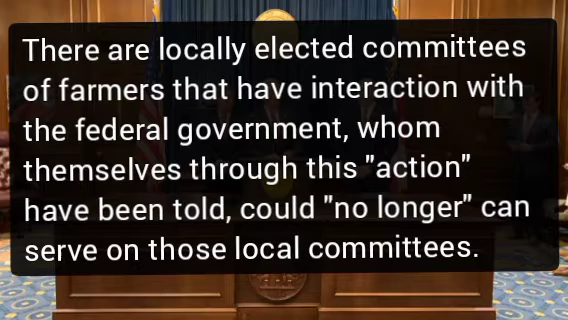 There are locally elected committees
of farmers that have interaction with
the federal government, whom
themselves through this "action"
have been told, could "no longer" can
serve on those local committees.